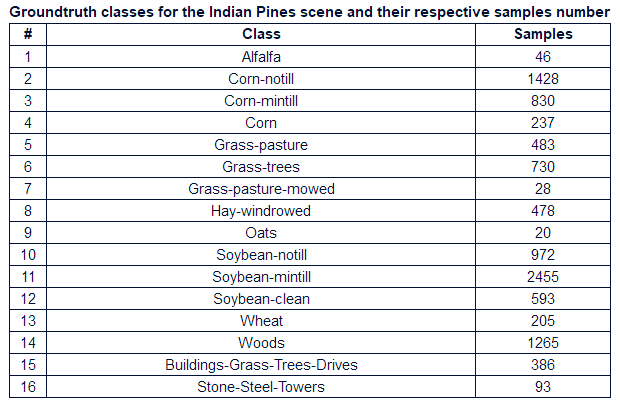 Groundtruth classes for the Indian Pines scene and their respective samples number
# Class Samples
1 Alfalfa 46
2 Corn-notill 1428
3 Corn-mintill 830
4 Corn 237
5 Grass-pasture 483
6 Grass-trees 730
7 Grass-pasture-mowed 28
8 Hay-windrowed 478
9 Oats 20
10 Soybean-notill 972
11 Soybean-mintill 2455
12 Soybean-clean 593
13 Wheat 205
14 Woods 1265
15 Buildings-Grass-Trees-Drives 386
16 Stone-Steel-Towers 93